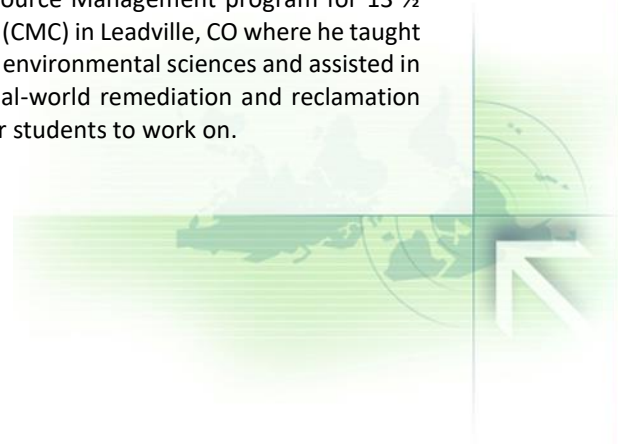 ource Management program for 13 ½
(CMC) in Leadville, CO where he taught
environmental sciences and assisted in
al-world remediation and reclamation
r students to work on.